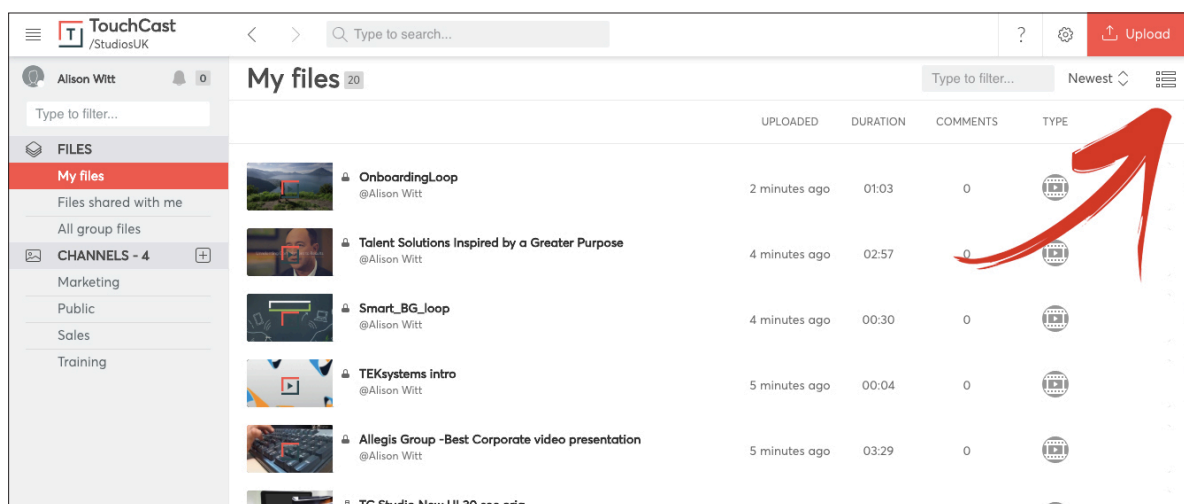 TouchCast
/StudiosUK
T
Type to search...
?
Upload
Alison Witt
0
My files 20
Type to filter...
Newest
Type to filter...
UPLOADED DURATION COMMENTS TYPE
FILES
My files
Files shared with me
All group files
CHANNELS - 4
Marketing
Public
Sales
Training
OnboardingLoop
@Alison Witt
2 minutes ago 01:03 0
Talent Solutions Inspired by a Greater Purpose
@Alison Witt
4 minutes ago 02:57 0
Smart_BG_loop
@Alison Witt
4 minutes ago 00:30 0
TEKsystems intro
@Alison Witt
5 minutes ago 00:04 0
Allegis Group -Best Corporate video presentation
@Alison Witt
5 minutes ago 03:29 0